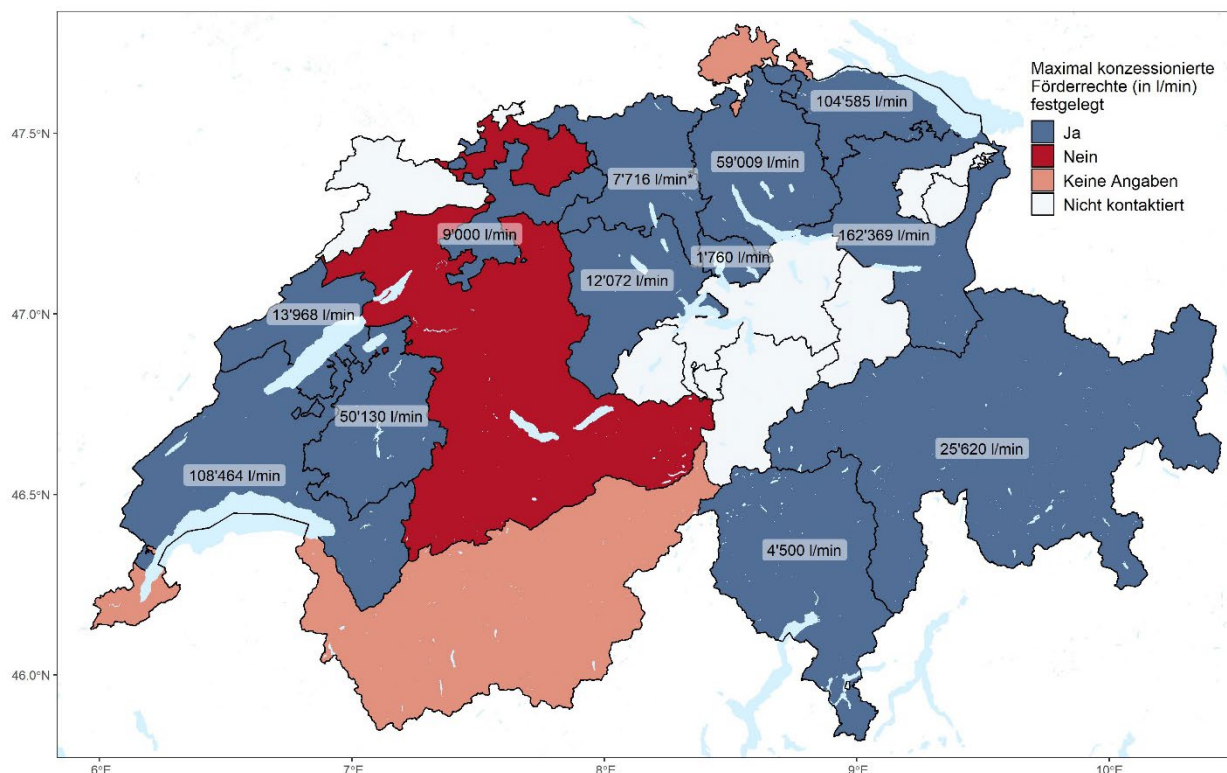 Maximal konzessionierte
Förderrechte (in l/min)
festgelegt
Ja
Nein
Keine Angaben
Nicht kontaktiert
104'585 l/min
59'009 l/min
7'716 l/min*
9'000 l/min
162'369 l/min
1'760 l/min
12'072 l/min
13'968 l/min
50'130 l/min
25'620 l/min
108'464 l/min
4'500 l/min
47.5°N
47.0°N
46.5°N
46.0°N
6°E
7°E
8°E
9°E
10°E